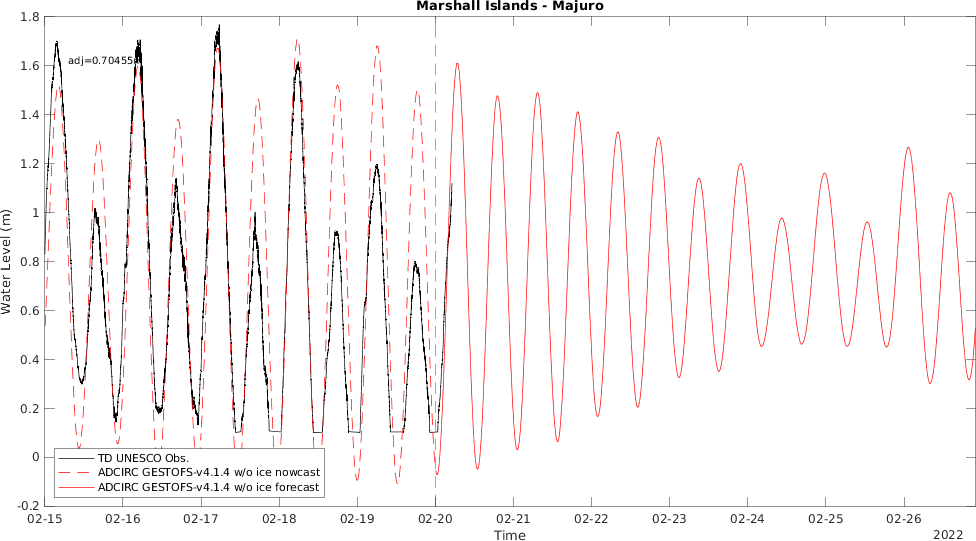 Marshall Islands - Majuro
1.8
1.6
1.4
1.2
1
0.8
0.6
0.4
0.2
0
-0.2
Water Level (m)
adj=0.70455
TD UNESCO Obs.
ADCIRC GESTOFS-v4.1.4 w/o ice nowcast
ADCIRC GESTOFS-v4.1.4 w/o ice forecast
02-15 02-16 02-17 02-18 02-19 02-20 02-21 02-22 02-23 02-24 02-25 02-26
Time
2022